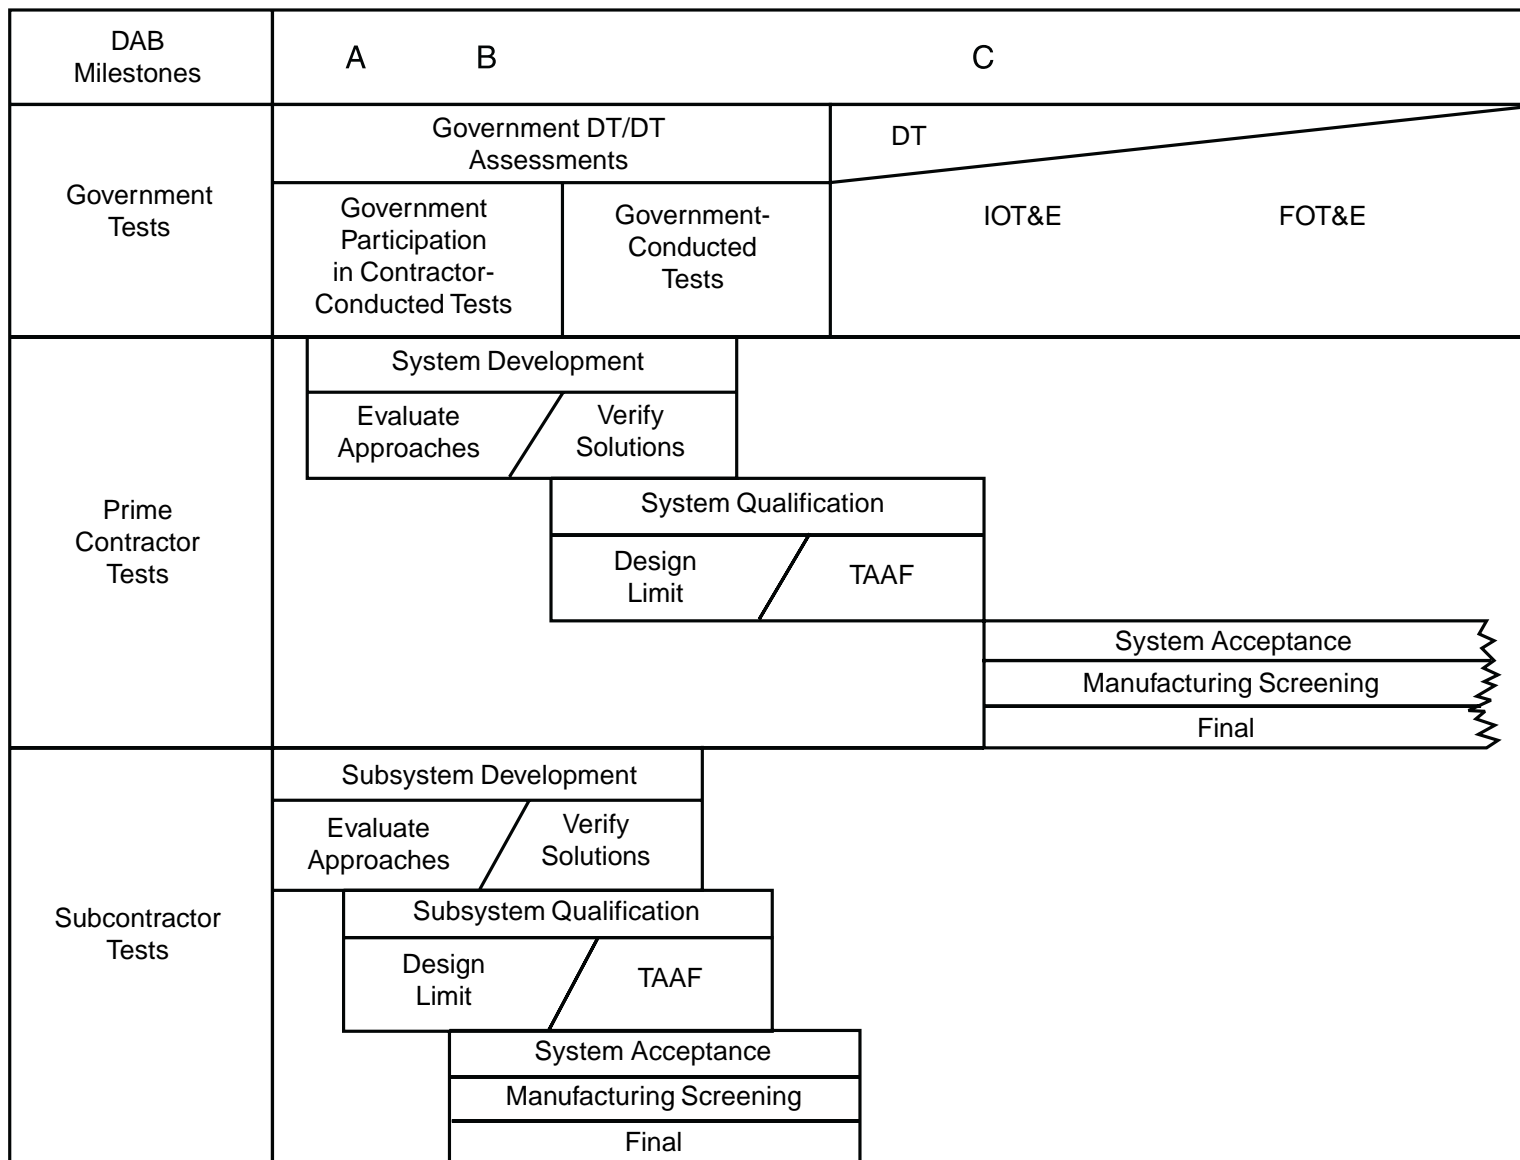 DAB
Milestones
A
B
C
Government
Tests
Government DT/DT
Assessments
DT
Government
Participation
in Contractor-
Conducted Tests
Government-
Conducted
Tests
IOT&E
FOT&E
Prime
Contractor
Tests
System Development
Evaluate
Approaches
Verify
Solutions
System Qualification
Design
Limit
TAAF
System Acceptance
Manufacturing Screening
Final
Subcontractor
Tests
Subsystem Development
Evaluate
Approaches
Verify
Solutions
Subsystem Qualification
Design
Limit
TAAF
System Acceptance
Manufacturing Screening
Final